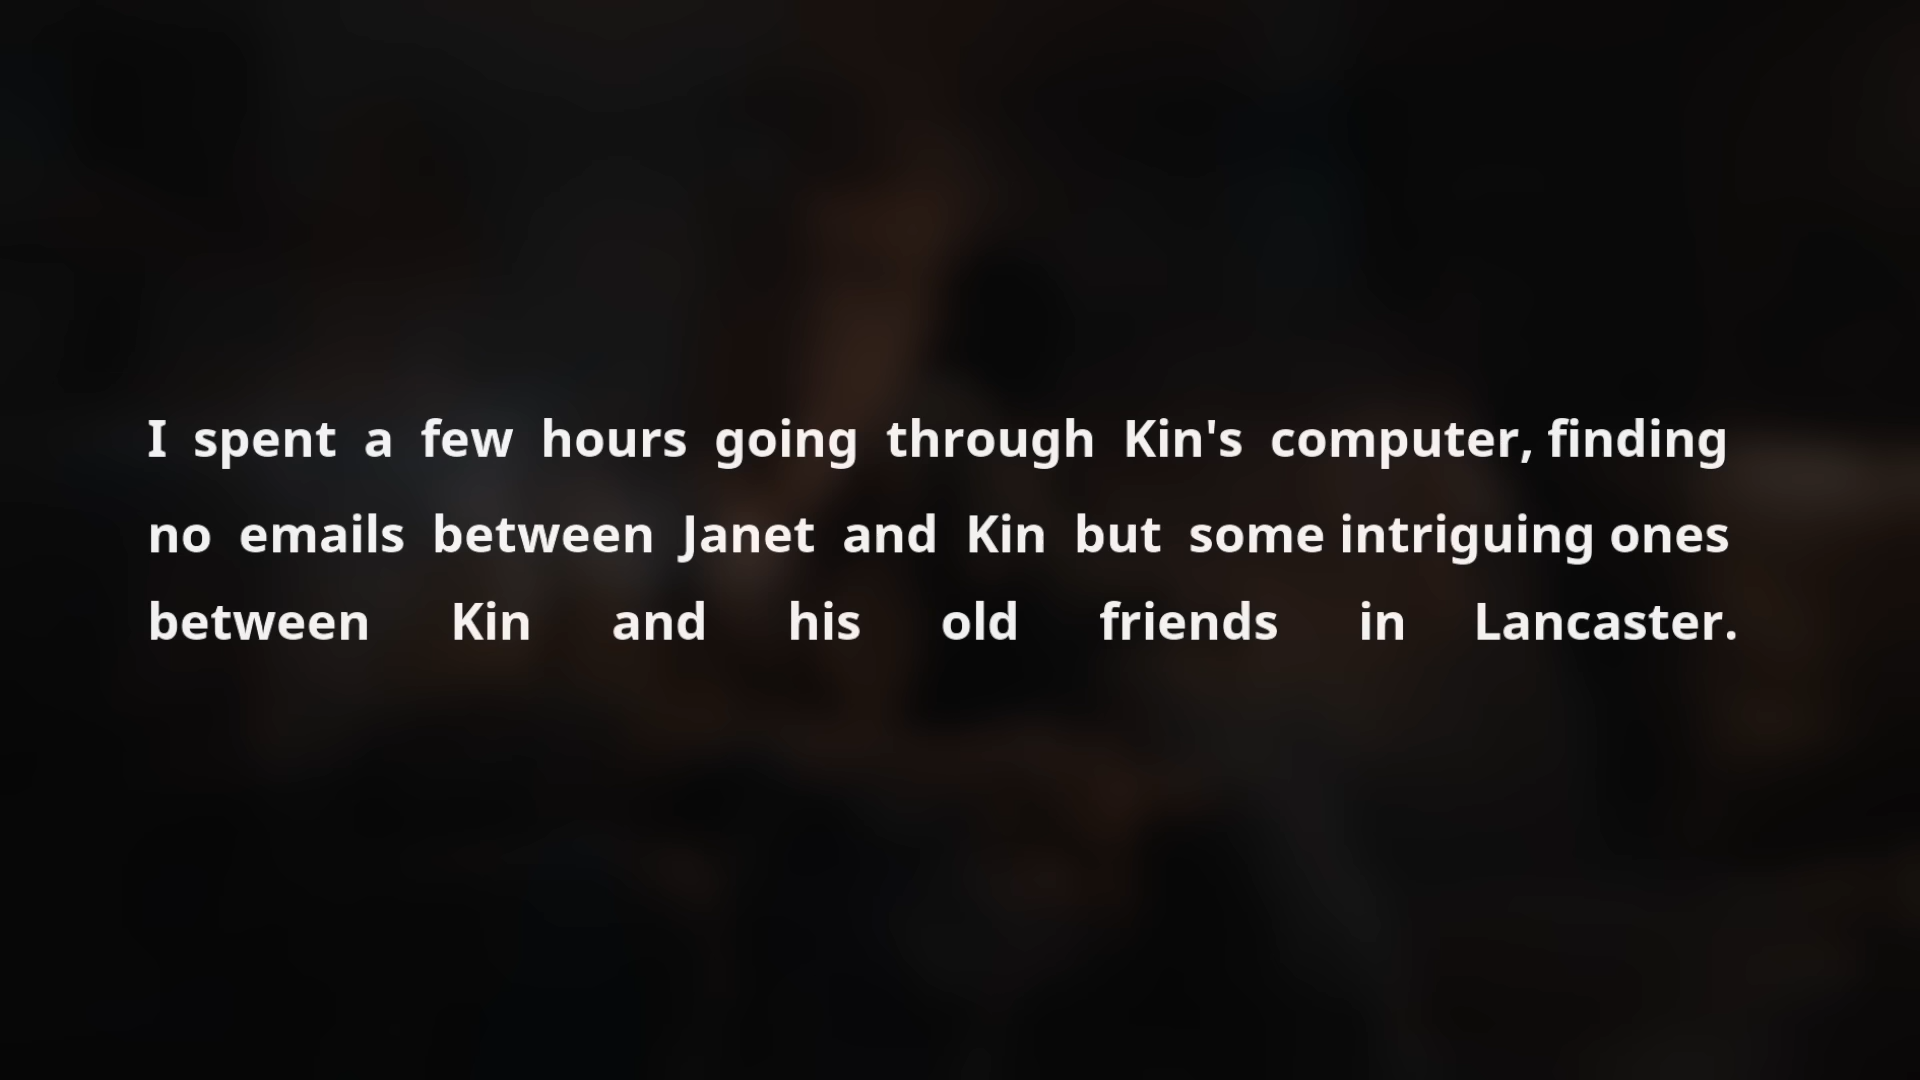 I spent a few hours going through Kin's computer, finding
no emails between Janet and Kin but some intriguing ones
between Kin and his old friends in Lancaster.